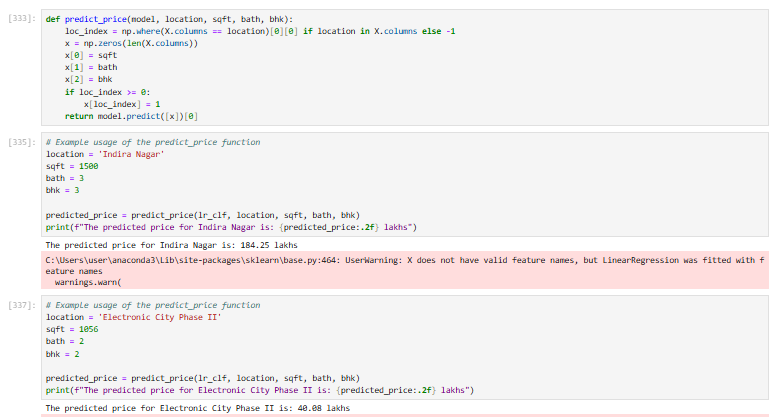 [333]: def predict_price(model, location, sqft, bath, bhk):
    loc_index = np.where(X.columns == location)[0][0] if location in X.columns else -1
    x = np.zeros(len(X.columns))
    x[0] = sqft
    x[1] = bath
    x[2] = bhk
    if loc_index >= 0:
        x[loc_index] = 1
    return model.predict([x])[0]
[335]: # Example usage of the predict_price function
location = 'Indira Nagar'
sqft = 1500
bath = 3
bhk = 3

predicted_price = predict_price(lr_clf, location, sqft, bath, bhk)
print(f"The predicted price for Indira Nagar is: {predicted_price:.2f} lakhs")
The predicted price for Indira Nagar is: 184.25 lakhs
C:\Users\user\anaconda3\Lib\site-packages\sklearn\base.py:464: UserWarning: X does not have valid feature names, but LinearRegression was fitted with f
eature names
  warnings.warn(
[337]: # Example usage of the predict_price function
location = 'Electronic City Phase II'
sqft = 1056
bath = 2
bhk = 2

predicted_price = predict_price(lr_clf, location, sqft, bath, bhk)
print(f"The predicted price for Electronic City Phase II is: {predicted_price:.2f} lakhs")
The predicted price for Electronic City Phase II is: 40.08 lakhs